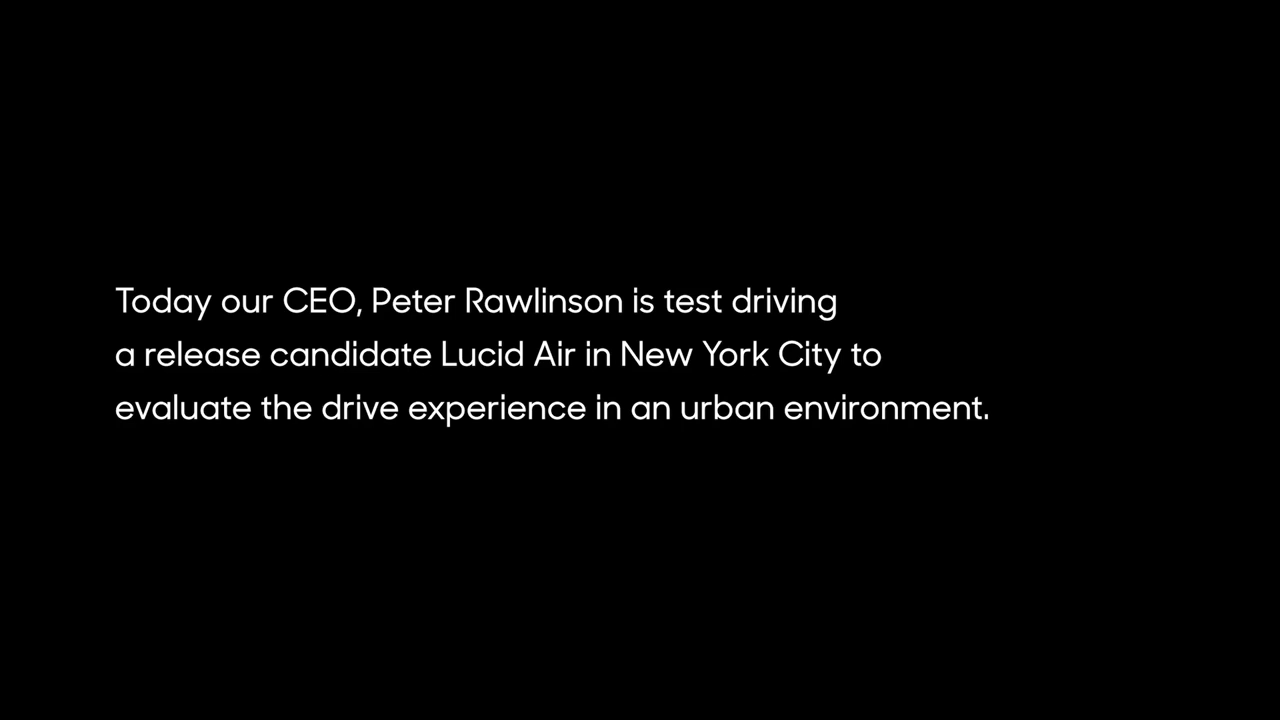 Today our CEO, Peter Rawlinson is test driving
a release candidate Lucid Air in New York City to
evaluate the drive experience in an urban environment.